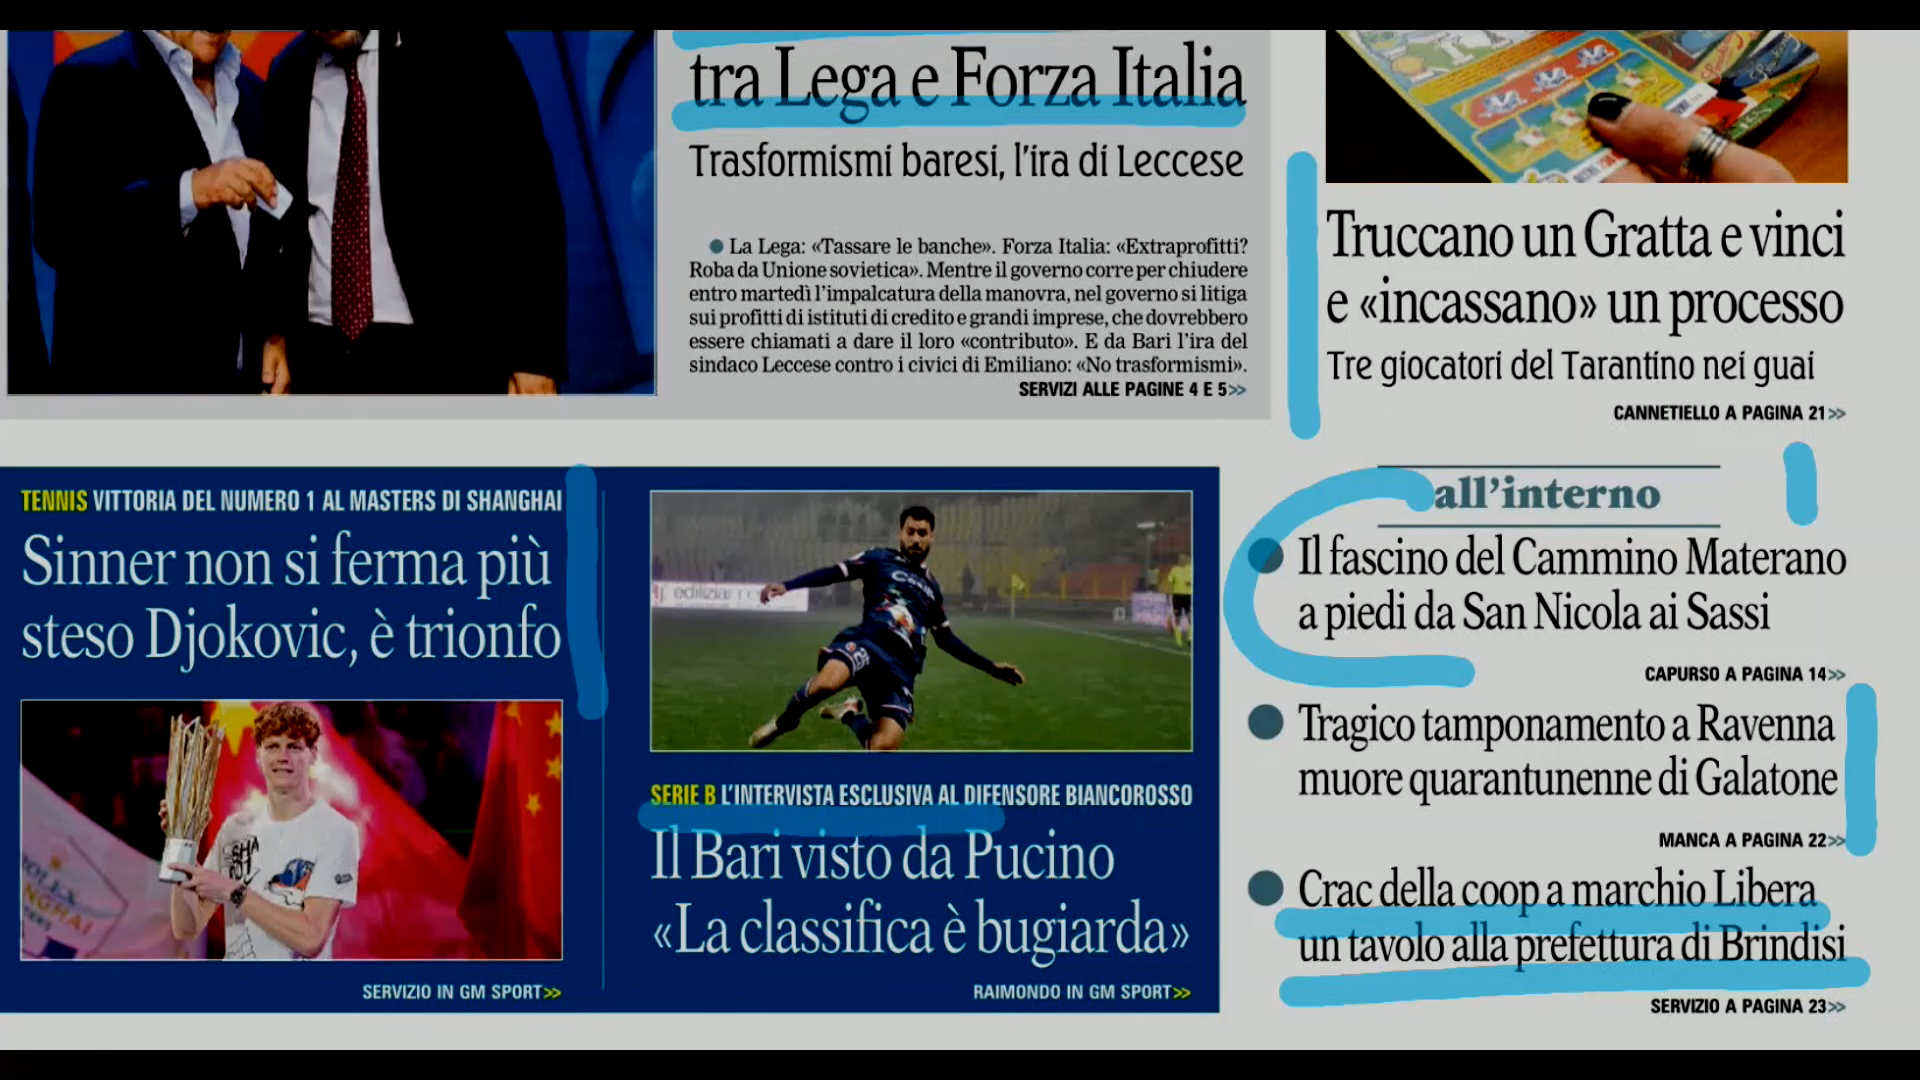 tra Lega e Forza Italia
Trasformismi baresi, l'ira di Leccese
● La Lega: «Tassare le banche». Forza Italia: «Extraprofitti?
Roba da Unione sovietica». Mentre il governo corre per chiudere
entro martedì l'impalcatura della manovra, nel governo si litiga
sui profitti di istituti di credito e grandi imprese, che dovrebbero
essere chiamati a dare il loro «contributo». E da Bari l'ira del
sindaco Leccese contro i civici di Emiliano: «No trasformismi».
SERVIZI ALLE PAGINE 4 E 5>>
Truccano un Gratta e vinci
e «incassano» un processo
Tre giocatori del Tarantino nei guai
CANNETIELLO A PAGINA 21>>
TENNIS VITTORIA DEL NUMERO 1 AL MASTERS DI SHANGHAI
Sinner non si ferma più
steso Djokovic, è trionfo
SERVIZIO IN GM SPORT>>
SERIE B L'INTERVISTA ESCLUSIVA AL DIFENSORE BIANCOROSSO
Il Bari visto da Pucino
«La classifica è bugiarda»
RAIMONDO IN GM SPORT>>
all'interno
● Il fascino del Cammino Materano
a piedi da San Nicola ai Sassi
CAPURSO A PAGINA 14>>
● Tragico tamponamento a Ravenna
muore quarantunenne di Galatone
MANCA A PAGINA 22>>
● Crac della coop a marchio Libera
un tavolo alla prefettura di Brindisi
SERVIZIO A PAGINA 23>>